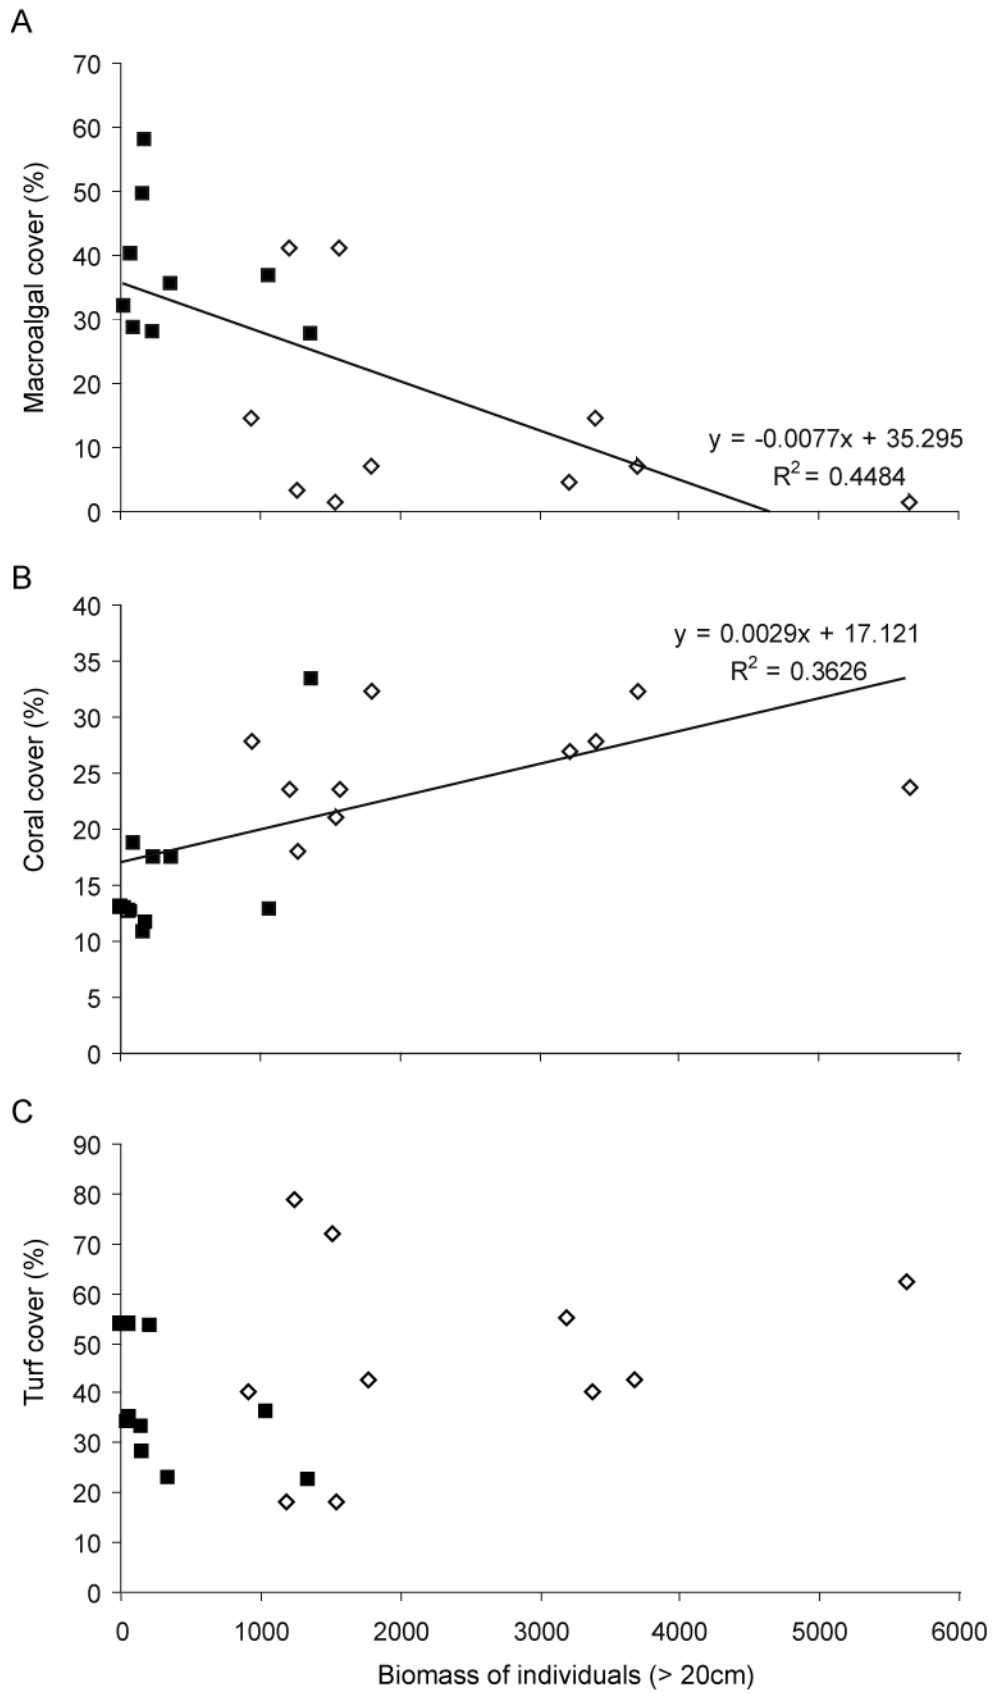 A
70
60
50
40
30
20
10
0
Macroalgal cover (%)
y = -0.0077x + 35.295
R² = 0.4484
B
40
35
30
25
20
15
10
5
0
Coral cover (%)
y = 0.0029x + 17.121
R² = 0.3626
C
90
80
70
60
50
40
30
20
10
0
Turf cover (%)
0 1000 2000 3000 4000 5000 6000
Biomass of individuals (> 20cm)